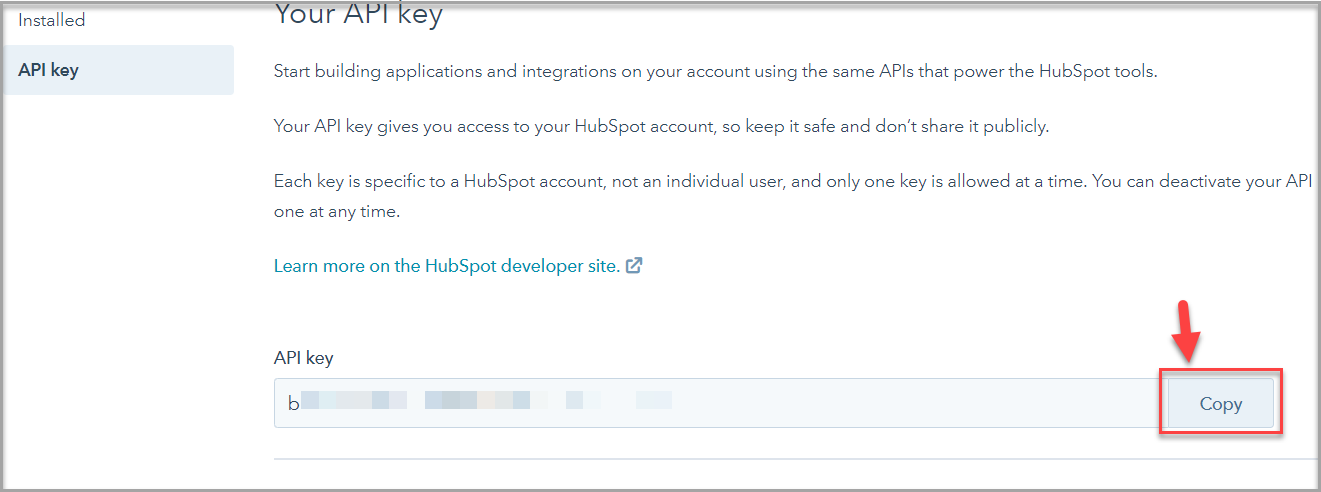 Installed
Your API key
API key
Start building applications and integrations on your account using the same APIs that power the HubSpot tools.
Your API key gives you access to your HubSpot account, so keep it safe and don’t share it publicly.
Each key is specific to a HubSpot account, not an individual user, and only one key is allowed at a time. You can deactivate your API
one at any time.
Learn more on the HubSpot developer site.
API key
b
Copy